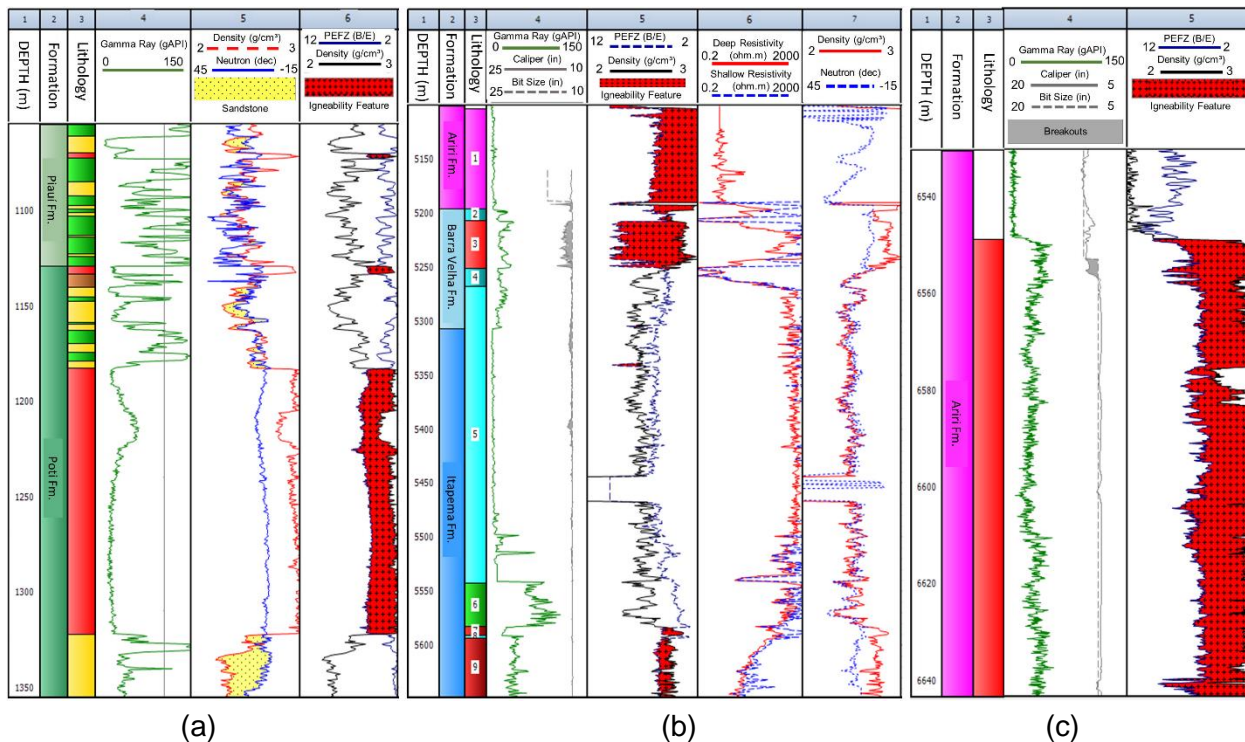 1 2 3 4 5 6
DEPTH (m)
Formation
Lithology
Gamma Ray (gAPI)
0 150
Density (g/cm³)
2 3
Neutron (dec)
45 -15
Sandstone
PEFZ (B/E)
12 2
Density (g/cm³)
2 3
Igneability Feature
Piauí Fm.
Poti Fm.
1100
1150
1200
1250
1300
1350
(a)
1 2 3 4 5 6 7
DEPTH (m)
Formation
Lithology
Gamma Ray (gAPI)
0 150
Caliper (in)
25 10
Bit Size (in)
25 10
PEFZ (B/E)
12 2
Density (g/cm³)
2 3
Igneability Feature
Deep Resistivity
0.2 (ohm.m) 2000
Shallow Resistivity
0.2 (ohm.m) 2000
Density (g/cm³)
2 3
Neutron (dec)
45 -15
Ariri Fm.
Barra Velha Fm.
Itapema Fm.
5150
5200
5250
5300
5350
5400
5450
5500
5550
5600
1
2
3
4
5
6
7
8
9
(b)
1 2 3 4 5
DEPTH (m)
Formation
Lithology
Gamma Ray (gAPI)
0 150
Caliper (in)
20 5
Bit Size (in)
20 5
Breakouts
PEFZ (B/E)
12 2
Density (g/cm³)
2 3
Igneability Feature
Ariri Fm.
6540
6560
6580
6600
6620
6640
(c)